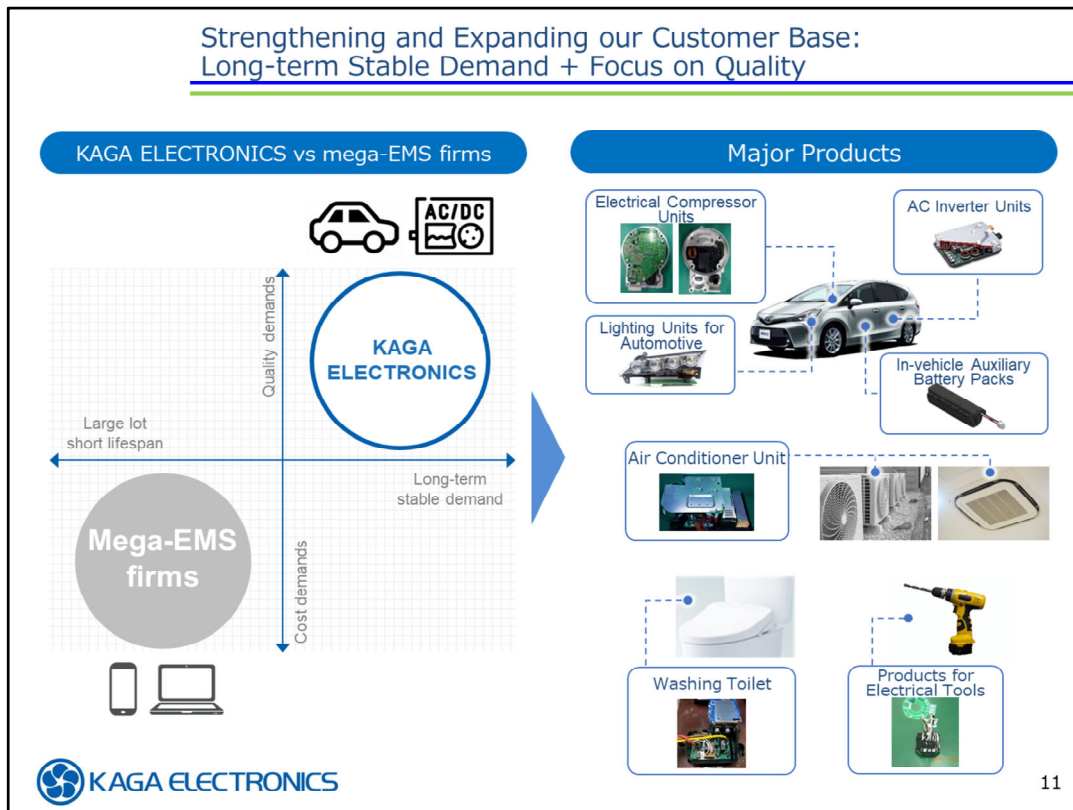 Strengthening and Expanding our Customer Base:
Long-term Stable Demand + Focus on Quality
KAGA ELECTRONICS vs mega-EMS firms
AC/DC
Quality demands
KAGA
ELECTRONICS
Large lot
short lifespan
Long-term
stable demand
Mega-EMS
firms
Cost demands
Major Products
Electrical Compressor
Units
AC Inverter Units
Lighting Units for
Automotive
In-vehicle Auxiliary
Battery Packs
Air Conditioner Unit
Washing Toilet
Products for
Electrical Tools
KAGA ELECTRONICS
11